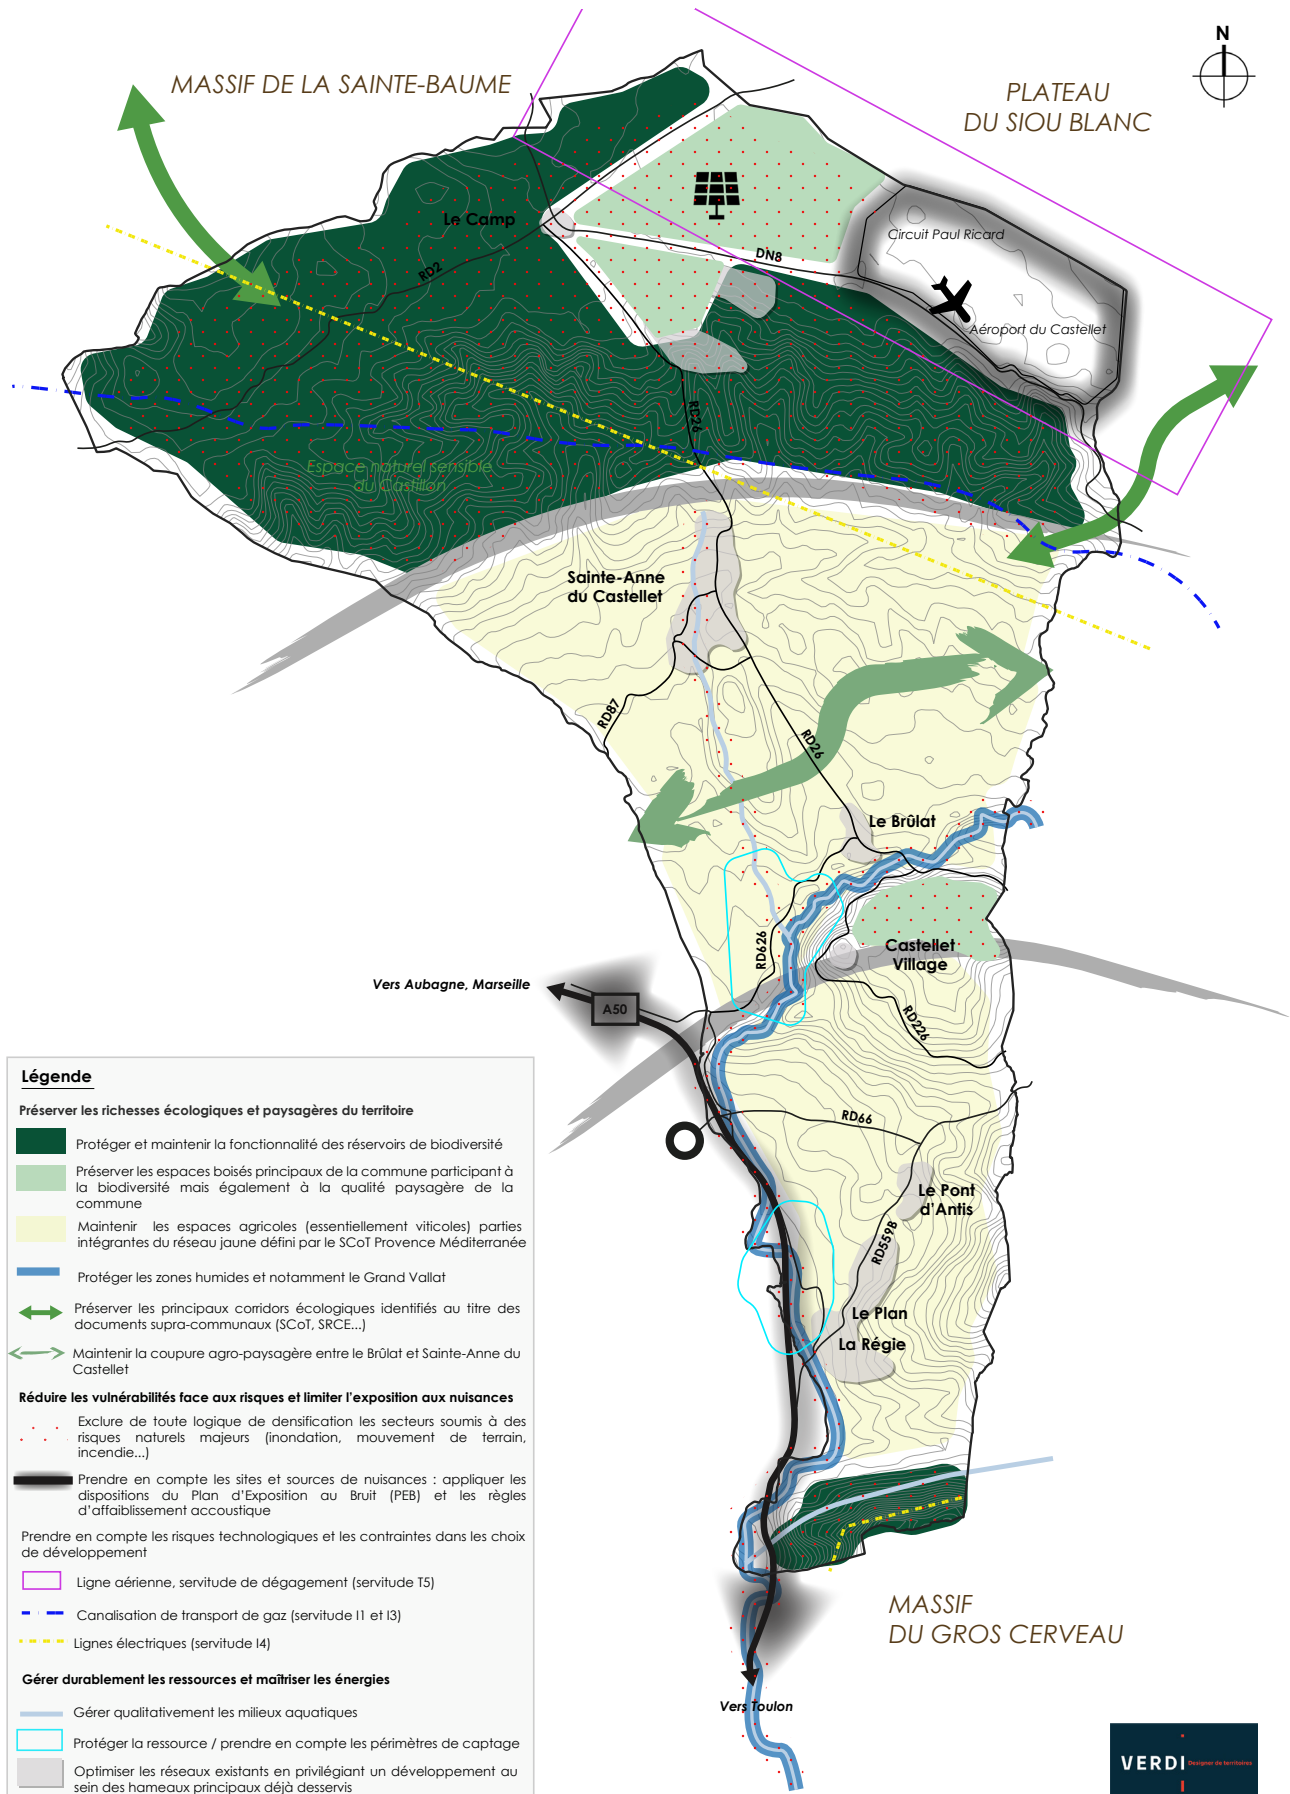 N
MASSIF DE LA SAINTE-BAUME
PLATEAU
DU SIOU BLANC
Le Camp
Circuit Paul Ricard
DN8
RD2
Aéroport du Castellet
RD26
Espace naturel sensible
du Castillon
Sainte-Anne
du Castellet
RD87
RD26
Le Brûlat
RD626
Castellet
Village
Vers Aubagne, Marseille
A50
RD226
RD66
Le Pont
d'Antis
RD559B
Le Plan
La Régie
MASSIF
DU GROS CERVEAU
Vers Toulon
Légende
Préserver les richesses écologiques et paysagères du territoire
Protéger et maintenir la fonctionnalité des réservoirs de biodiversité
Préserver les espaces boisés principaux de la commune participant à
la biodiversité mais également à la qualité paysagère de la
commune
Maintenir les espaces agricoles (essentiellement viticoles) parties
intégrantes du réseau jaune défini par le SCoT Provence Méditerranée
Protéger les zones humides et notamment le Grand Vallat
Préserver les principaux corridors écologiques identifiés au titre des
documents supra-communaux (SCoT, SRCE...)
Maintenir la coupure agro-paysagère entre le Brûlat et Sainte-Anne du
Castellet
Réduire les vulnérabilités face aux risques et limiter l'exposition aux nuisances
Exclure de toute logique de densification les secteurs soumis à des
risques naturels majeurs (inondation, mouvement de terrain,
incendie...)
Prendre en compte les sites et sources de nuisances : appliquer les
dispositions du Plan d'Exposition au Bruit (PEB) et les règles
d'affaiblissement accoustique
Prendre en compte les risques technologiques et les contraintes dans les choix
de développement
Ligne aérienne, servitude de dégagement (servitude T5)
Canalisation de transport de gaz (servitude I1 et I3)
Lignes électriques (servitude I4)
Gérer durablement les ressources et maîtriser les énergies
Gérer qualitativement les milieux aquatiques
Protéger la ressource / prendre en compte les périmètres de captage
Optimiser les réseaux existants en privilégiant un développement au
sein des hameaux principaux déjà desservis
VERDI
Designer de territoires